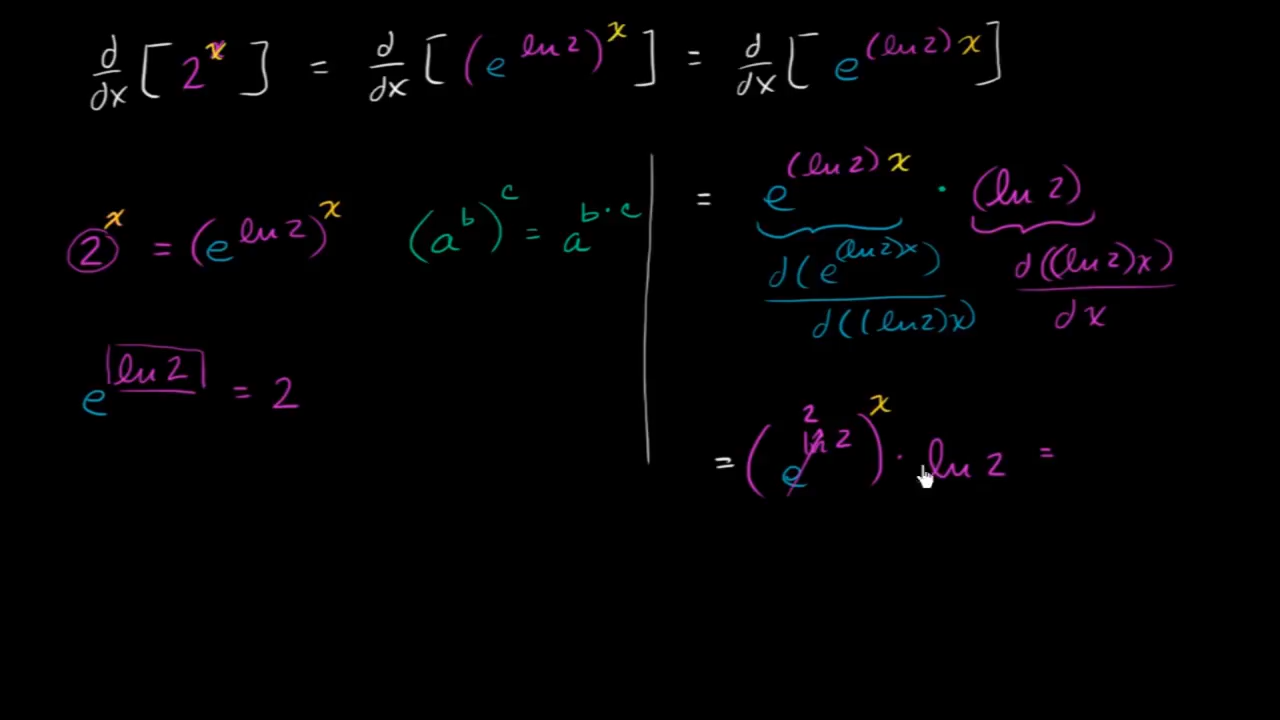 d/dx [2^x] = d/dx [(e^(ln 2))^x] = d/dx [e^((ln 2)x)]
2^x = (e^(ln 2))^x
(a^b)^c = a^(b·c)
e^(ln 2) = 2
= e^((ln 2)x) · (ln 2)
d(e^((ln 2)x)) / d((ln 2)x)
d((ln 2)x) / dx
2
= (e^(ln 2))^x · ln 2 =